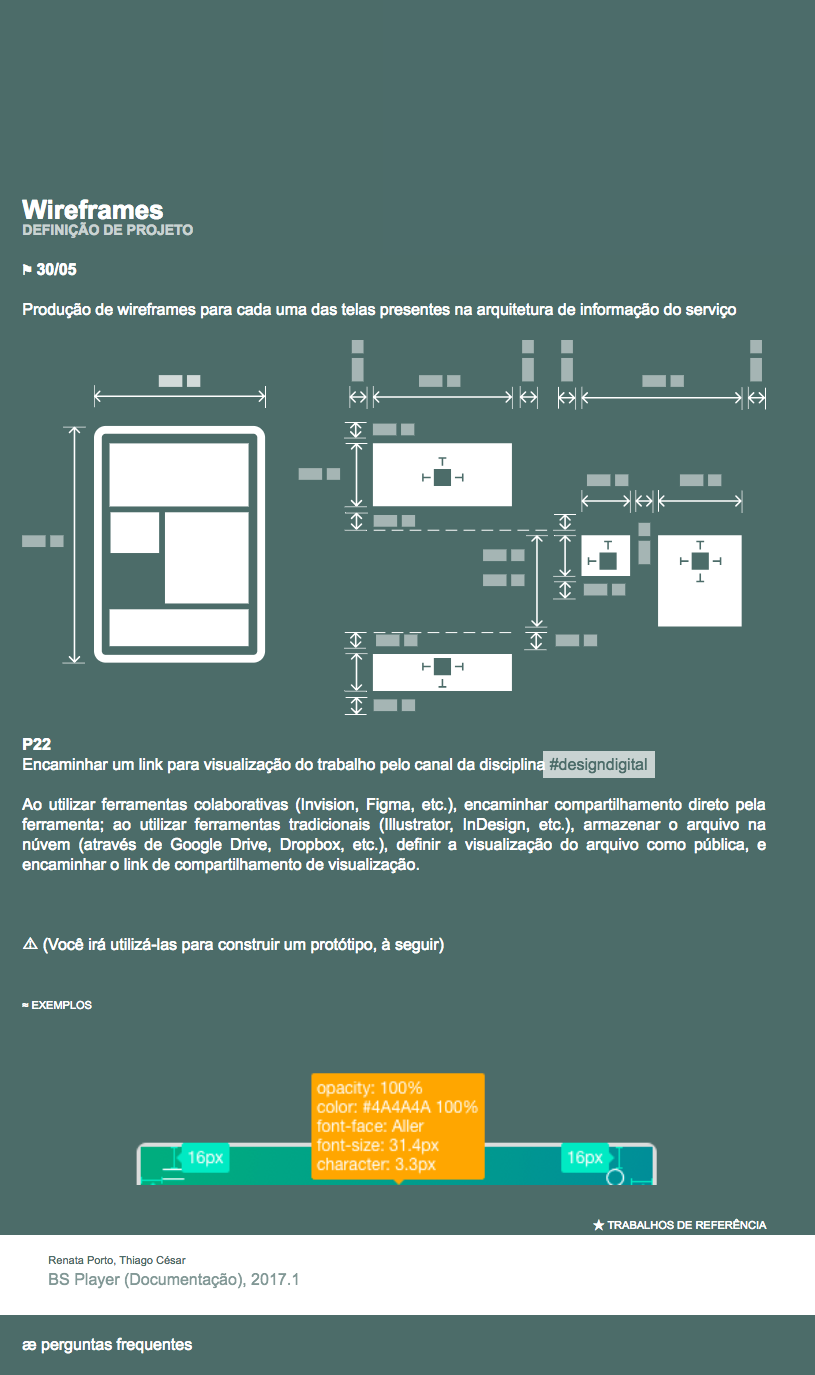 Wireframes
DEFINIÇÃO DE PROJETO
⚑ 30/05
Produção de wireframes para cada uma das telas presentes na arquitetura de informação do serviço
P22
Encaminhar um link para visualização do trabalho pelo canal da disciplina #designdigital
Ao utilizar ferramentas colaborativas (Invision, Figma, etc.), encaminhar compartilhamento direto pela
ferramenta; ao utilizar ferramentas tradicionais (Illustrator, InDesign, etc.), armazenar o arquivo na
núvem (através de Google Drive, Dropbox, etc.), definir a visualização do arquivo como pública, e
encaminhar o link de compartilhamento de visualização.
⚠ (Você irá utilizá-las para construir um protótipo, à seguir)
≈ EXEMPLOS
opacity: 100%
color: #4A4A4A 100%
font-face: Aller
font-size: 31.4px
character: 3.3px
16px
16px
★ TRABALHOS DE REFERÊNCIA
Renata Porto, Thiago César
BS Player (Documentação), 2017.1
æ perguntas frequentes